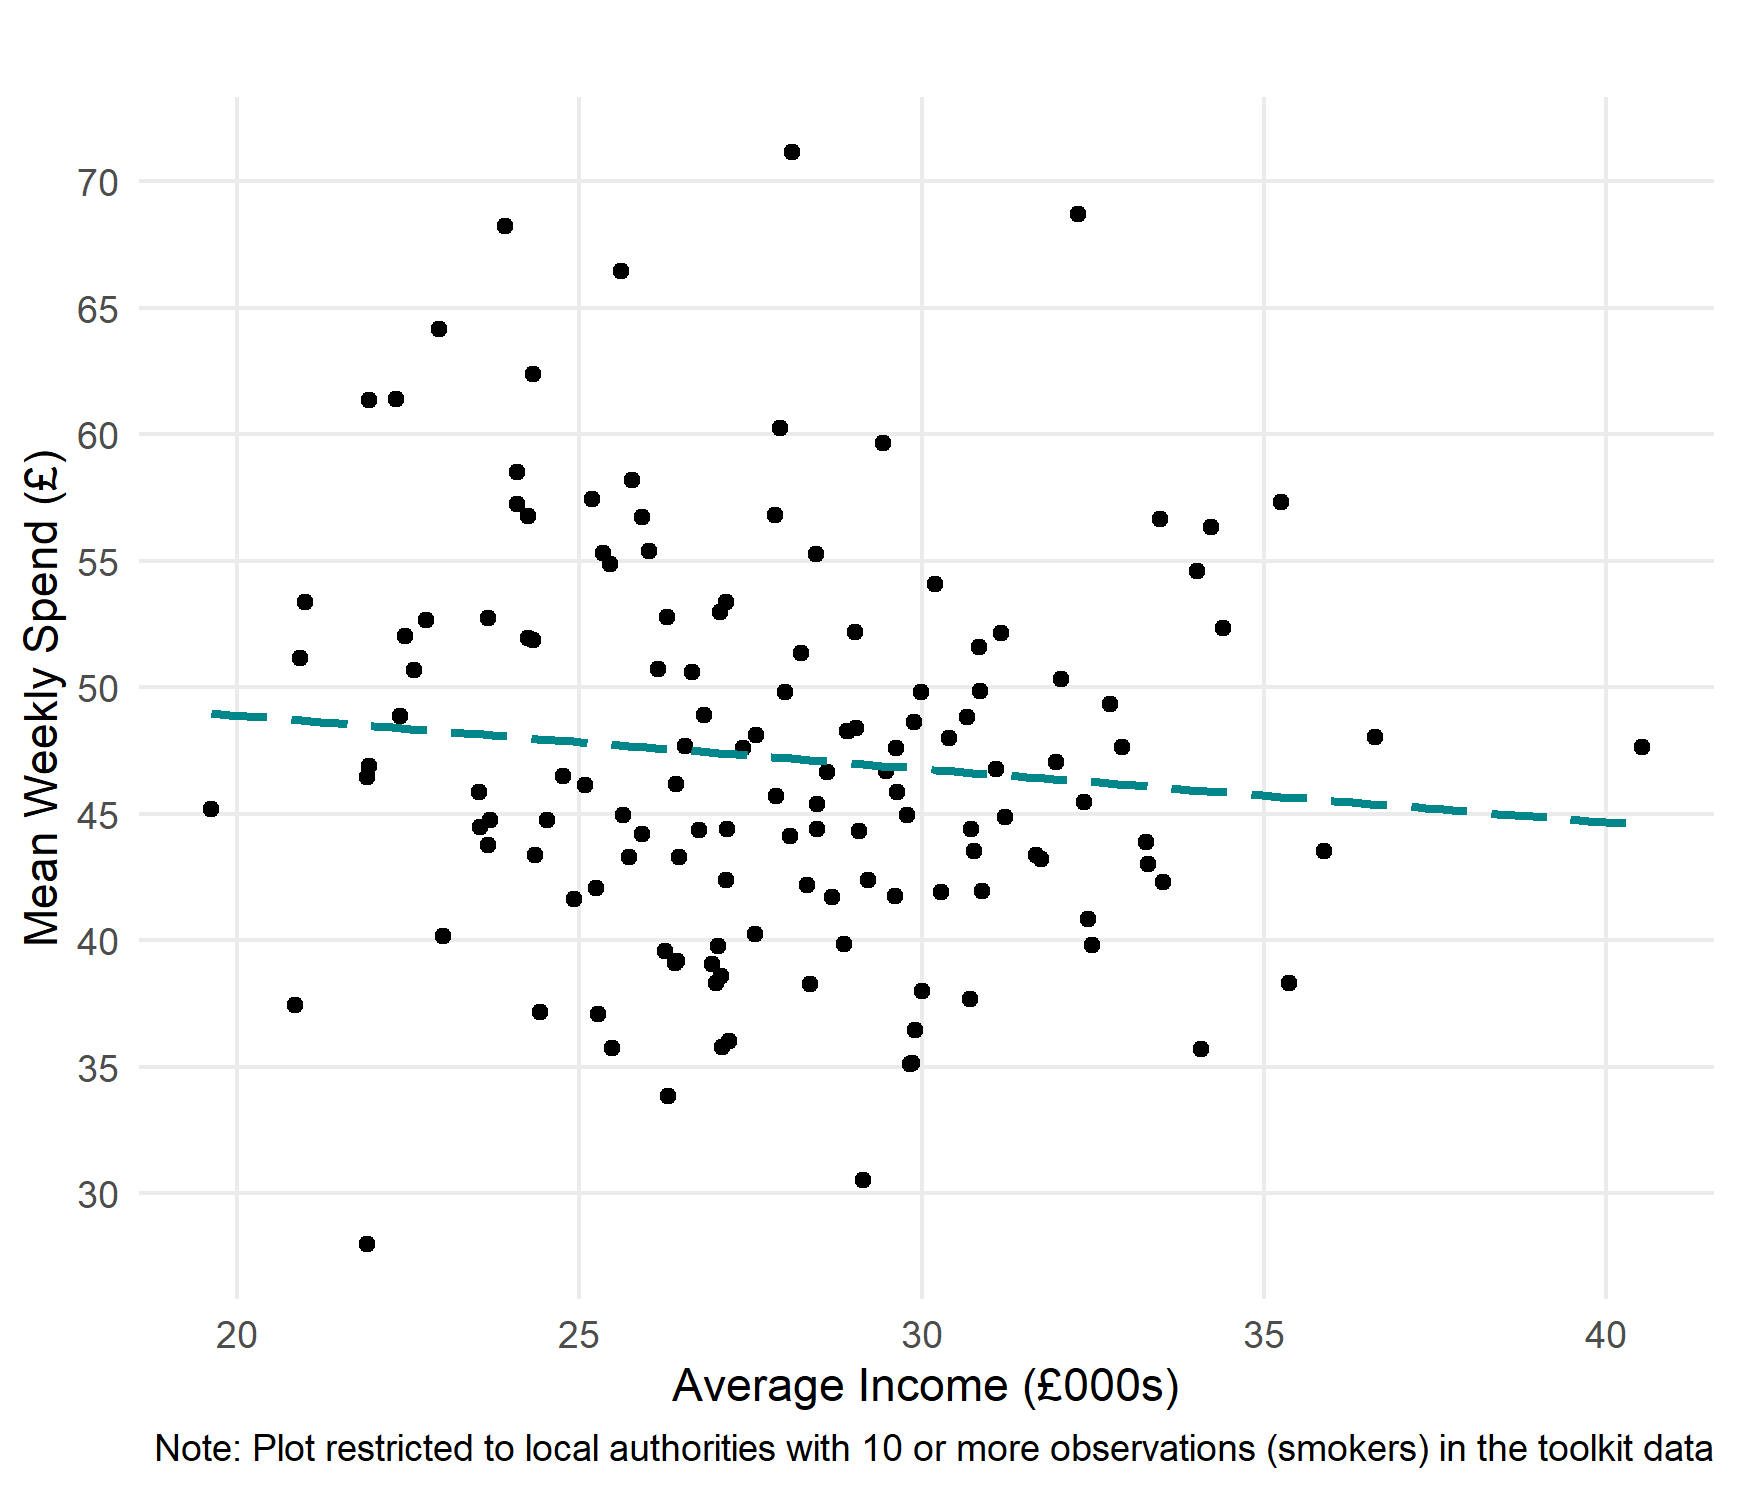 70
65
60
55
50
45
40
35
30
Mean Weekly Spend (£)
20 25 30 35 40
Average Income (£000s)
Note: Plot restricted to local authorities with 10 or more observations (smokers) in the toolkit data